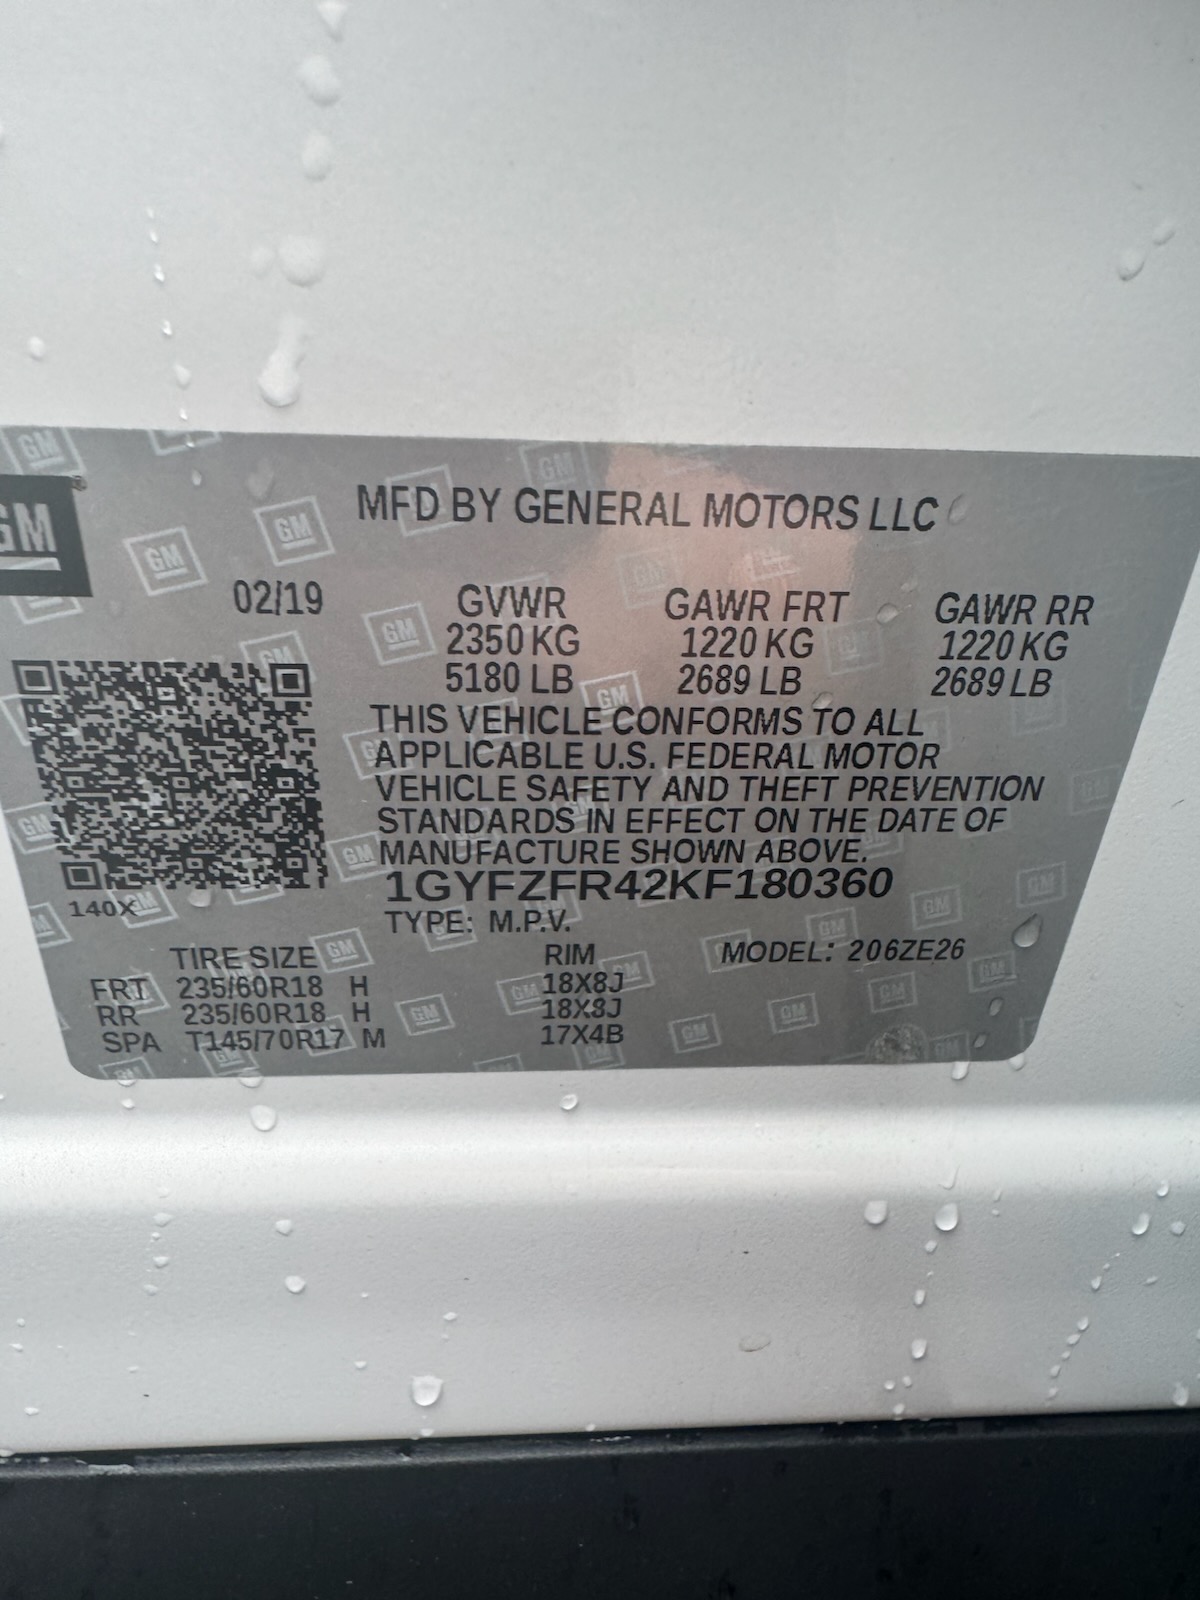 GM
MFD BY GENERAL MOTORS LLC
02/19 GVWR GAWR FRT GAWR RR
2350 KG 1220 KG 1220 KG
5180 LB 2689 LB 2689 LB
THIS VEHICLE CONFORMS TO ALL
APPLICABLE U.S. FEDERAL MOTOR
VEHICLE SAFETY AND THEFT PREVENTION
STANDARDS IN EFFECT ON THE DATE OF
MANUFACTURE SHOWN ABOVE.
1GYFZFR42KF180360
140X
TYPE: M.P.V.
TIRE SIZE RIM MODEL: 206ZE26
FRT 235/60R18 H 18X8J
RR 235/60R18 H 18X8J
SPA T145/70R17 M 17X4B